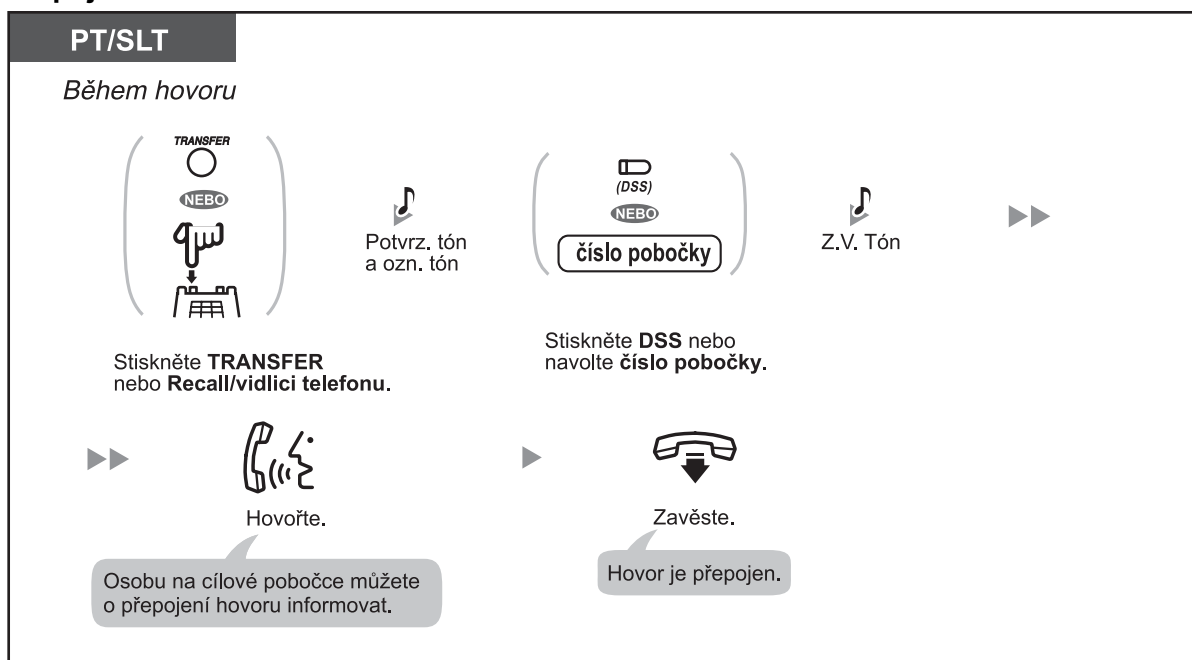 PT/SLT
Během hovoru
TRANSFER
NEBO
Potvrz. tón
a ozn. tón
(DSS)
NEBO
číslo pobočky
Z.V. Tón
Stiskněte TRANSFER
nebo Recall/vidlici telefonu.
Stiskněte DSS nebo
navolte číslo pobočky.
Hovořte.
Zavěste.
Osobu na cílové pobočce můžete
o přepojení hovoru informovat.
Hovor je přepojen.